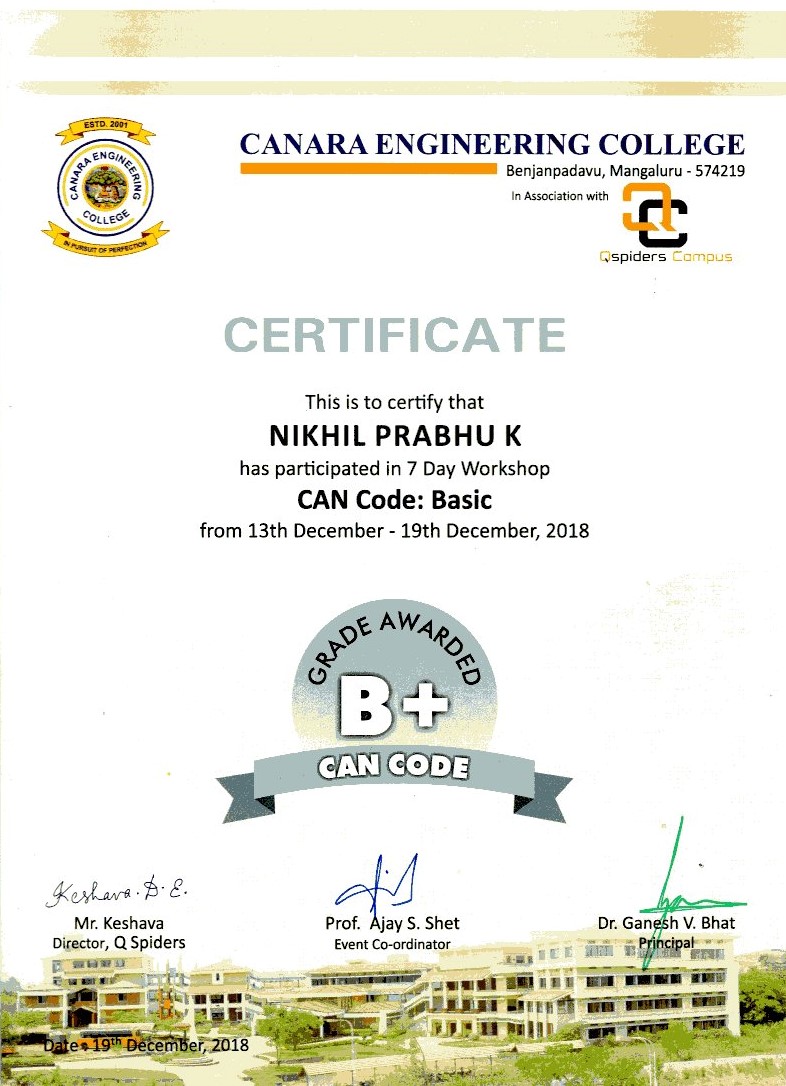 ESTD. 2001
CANARA ENGINEERING
COLLEGE
IN PURSUIT OF PERFECTION
CANARA ENGINEERING COLLEGE
Benjanpadavu, Mangaluru - 574219
In Association with
QC
Qspiders Campus
CERTIFICATE
This is to certify that
NIKHIL PRABHU K
has participated in 7 Day Workshop
CAN Code: Basic
from 13th December - 19th December, 2018
GRADE AWARDED
B+
CAN CODE
Keshava. D. E.
Mr. Keshava
Director, Q Spiders
Prof. Ajay S. Shet
Event Co-ordinator
Dr. Ganesh V. Bhat
Principal
Date : 19th December, 2018